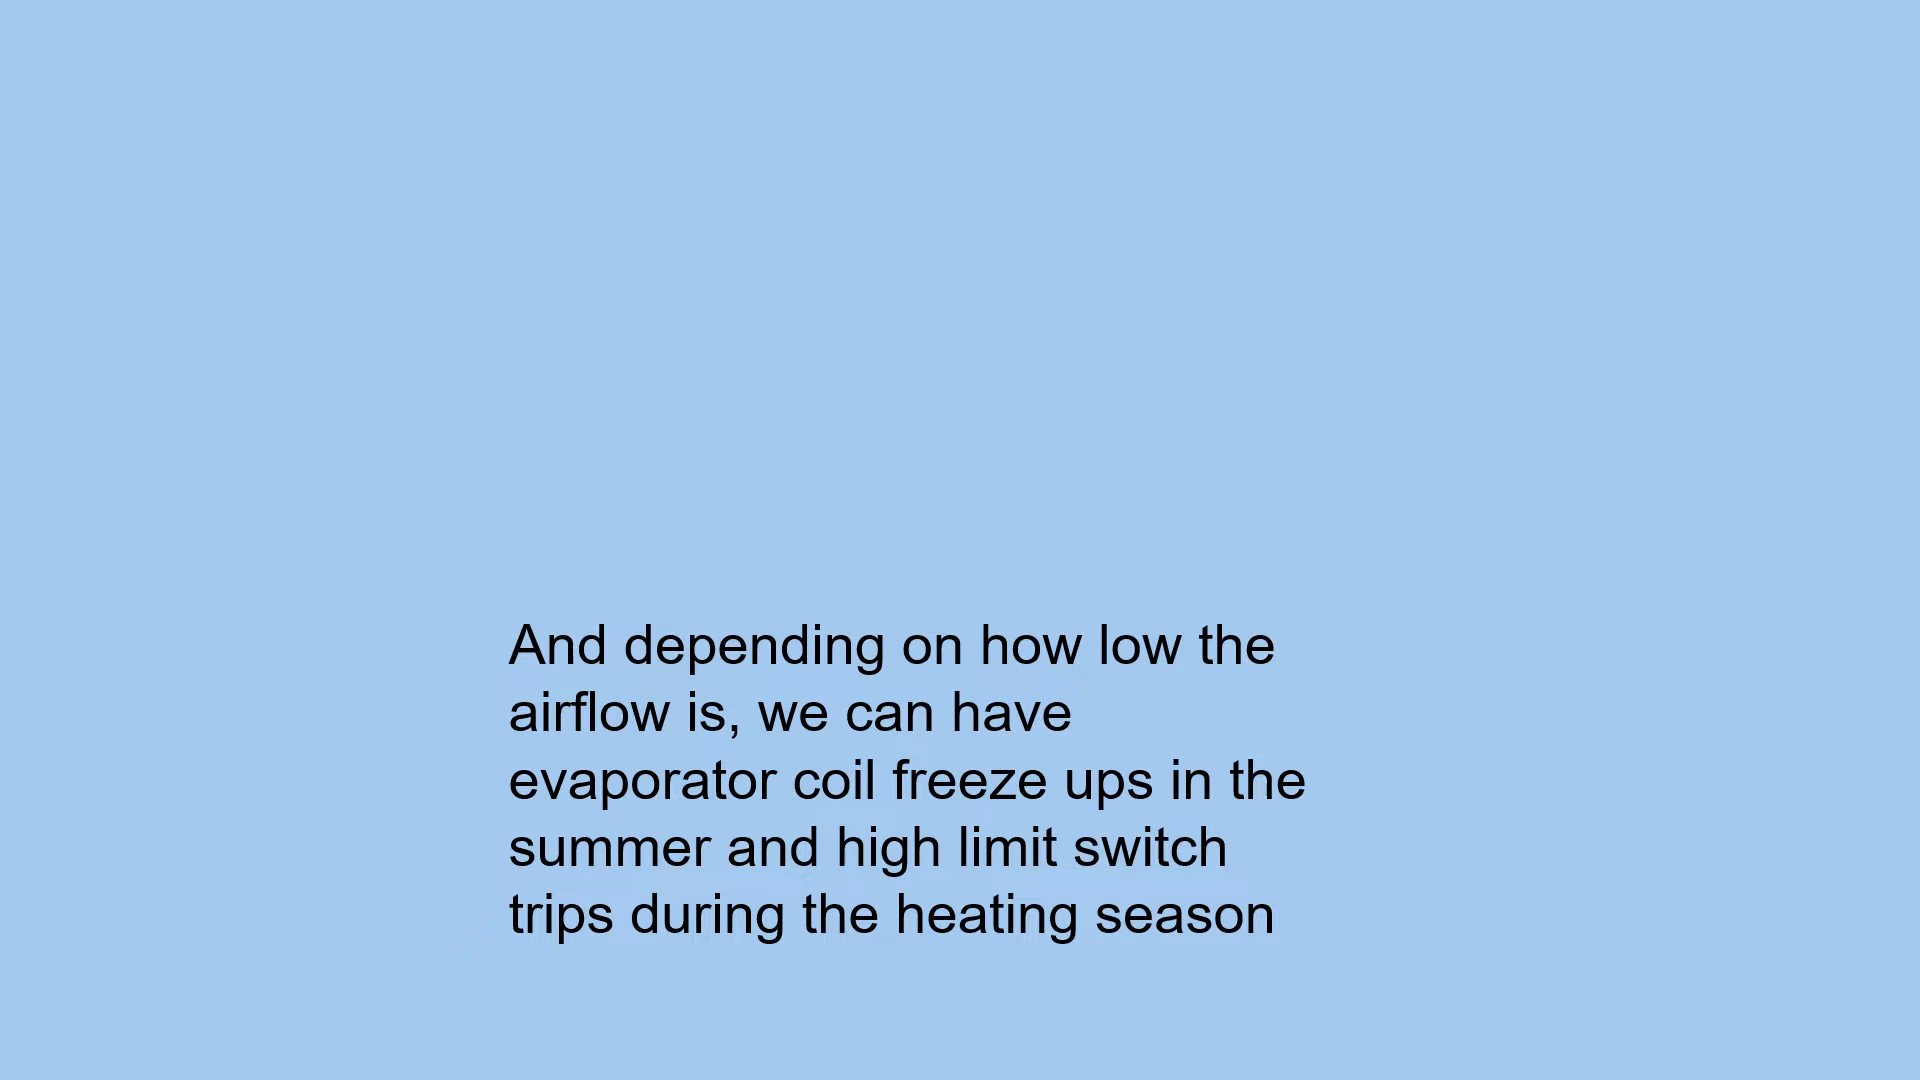 And depending on how low the
airflow is, we can have
evaporator coil freeze ups in the
summer and high limit switch
trips during the heating season